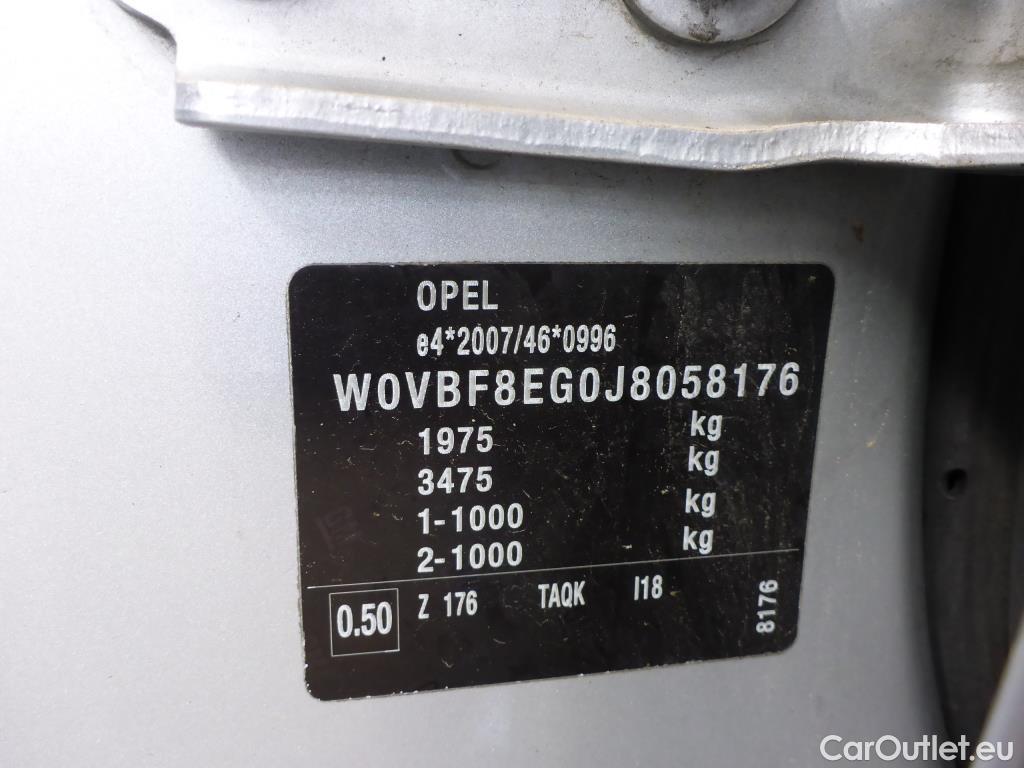 OPEL
e4*2007/46*0996
W0VBF8EG0J8058176
1975 kg
3475 kg
1-1000 kg
2-1000 kg
0.50 Z 176 TAQK I18 8176
CarOutlet.eu